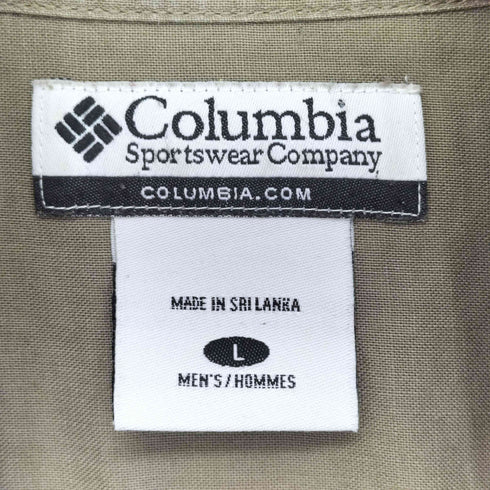 Columbia
Sportswear Company
COLUMBIA.COM
MADE IN SRI LANKA
L
MEN'S/HOMMES